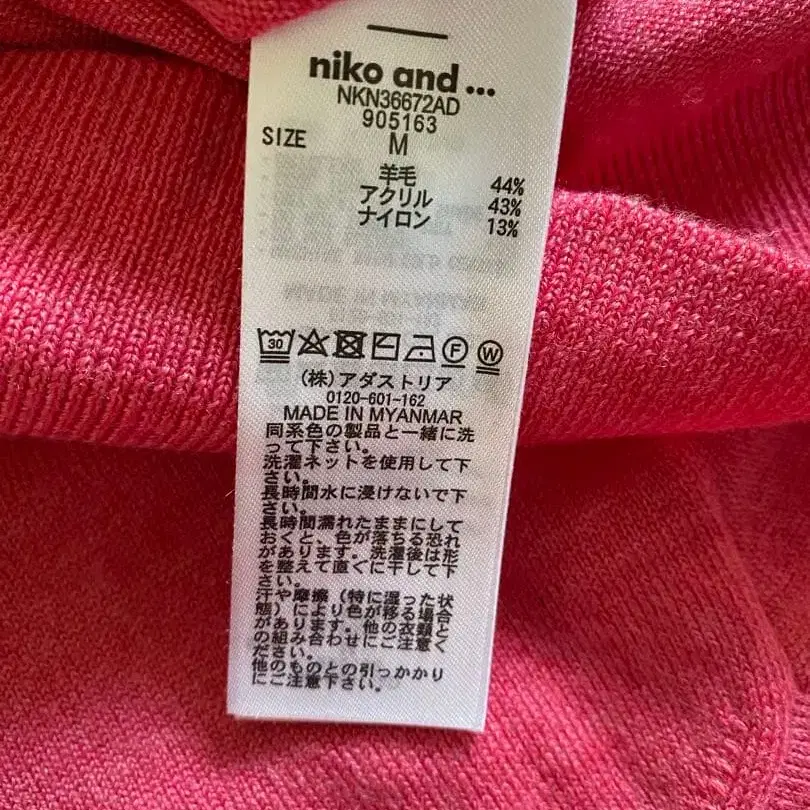 niko and ...
NKN36672AD
905163
SIZE M
羊毛 44%
アクリル 43%
ナイロン 13%
30 F W
(株)アダストリア
0120-601-162
MADE IN MYANMAR
同系色の製品と一緒に洗
って下さい。
洗濯ネットを使用して下
さい。
長時間水に浸けないで下
さい。
長時間濡れたままにして
おくと、色が落ちる恐れ
があります。洗濯後は形
を整えて直ぐに干して下
さい。
汗や摩擦（特に湿った状
態）により色が移る場合
があります。他の衣類と
の組み合わせにご注意く
ださい。
他のものとの引っかかり
にご注意下さい。